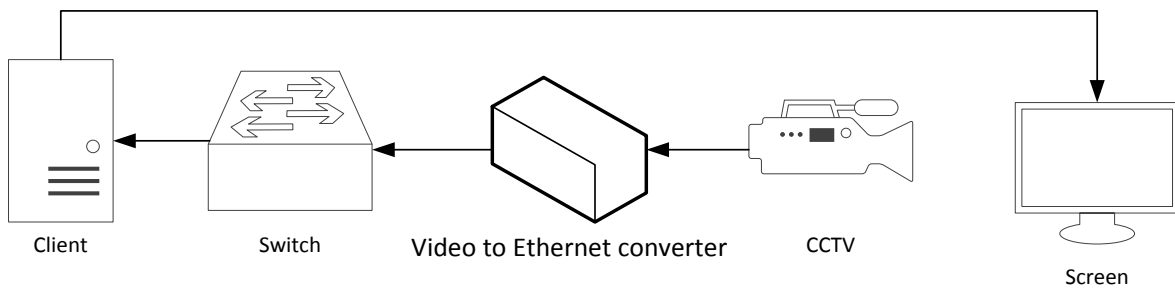 Client
Switch
Video to Ethernet converter
CCTV
Screen